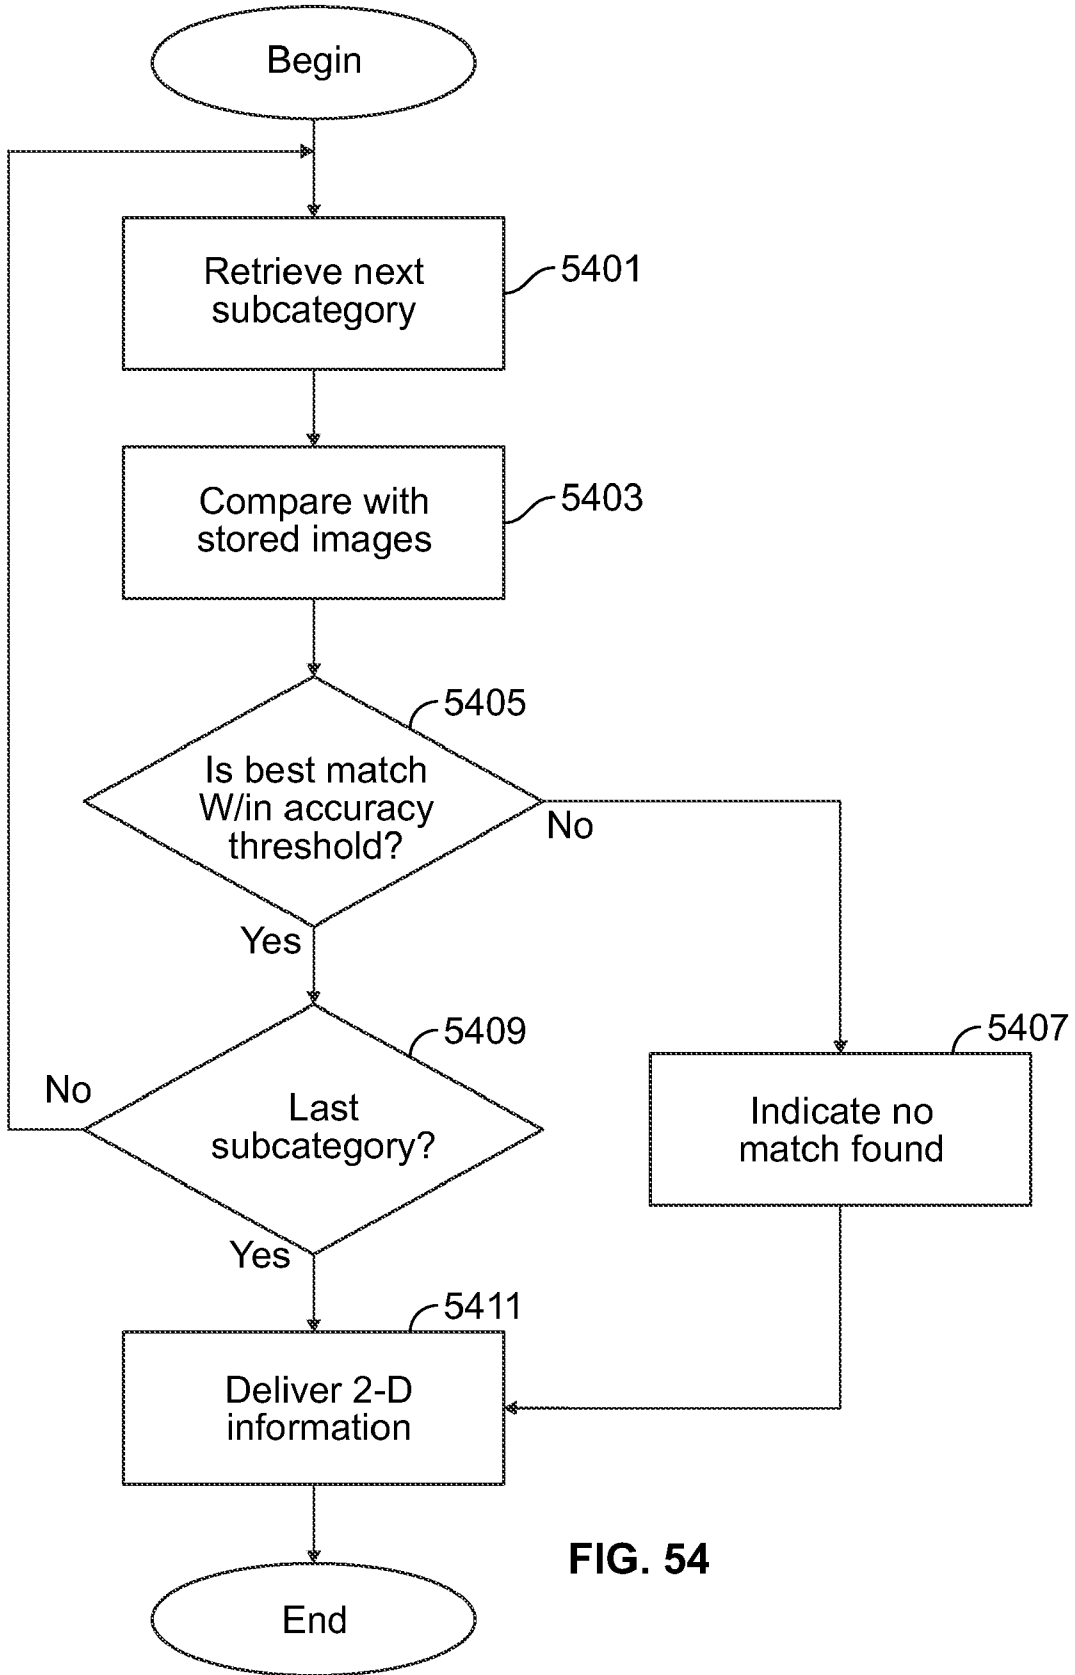 Begin
Retrieve next
subcategory
5401
Compare with
stored images
5403
5405
Is best match
W/in accuracy
threshold?
No
Yes
5409
Last
subcategory?
No
Yes
5407
Indicate no
match found
5411
Deliver 2-D
information
End
FIG. 54